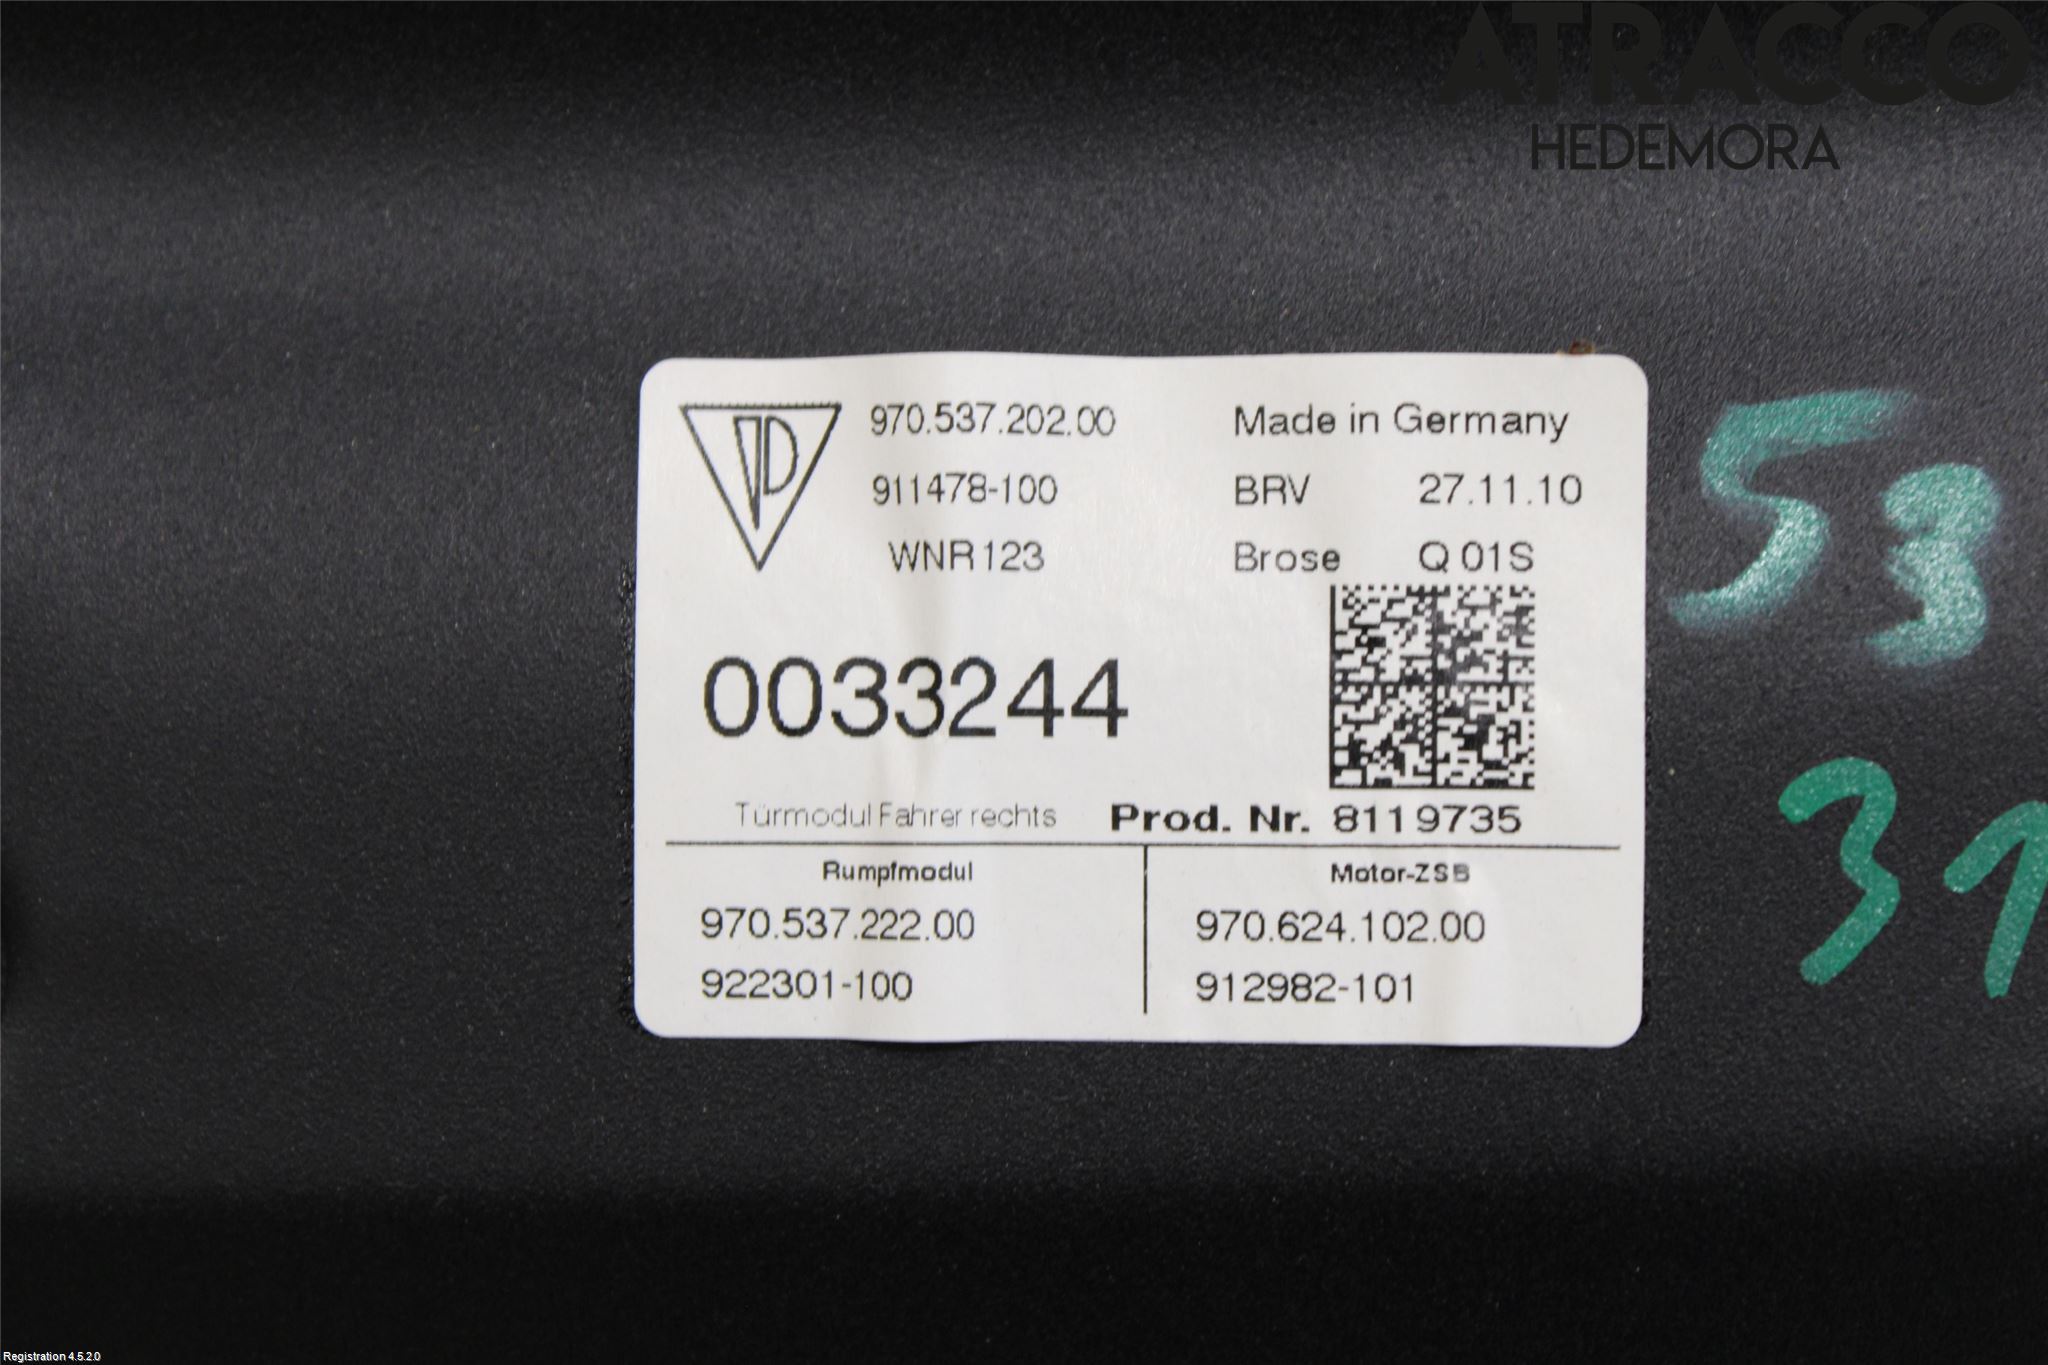 ATRACCO
HEDEMORA
970.537.202.00 Made in Germany
911478-100 BRV 27.11.10
WNR 123 Brose Q 01S
0033244
Türmodul Fahrer rechts Prod. Nr. 8119735
Rumpfmodul Motor-ZSB
970.537.222.00 970.624.102.00
922301-100 912982-101
53
31
Registration 4.5.2.0